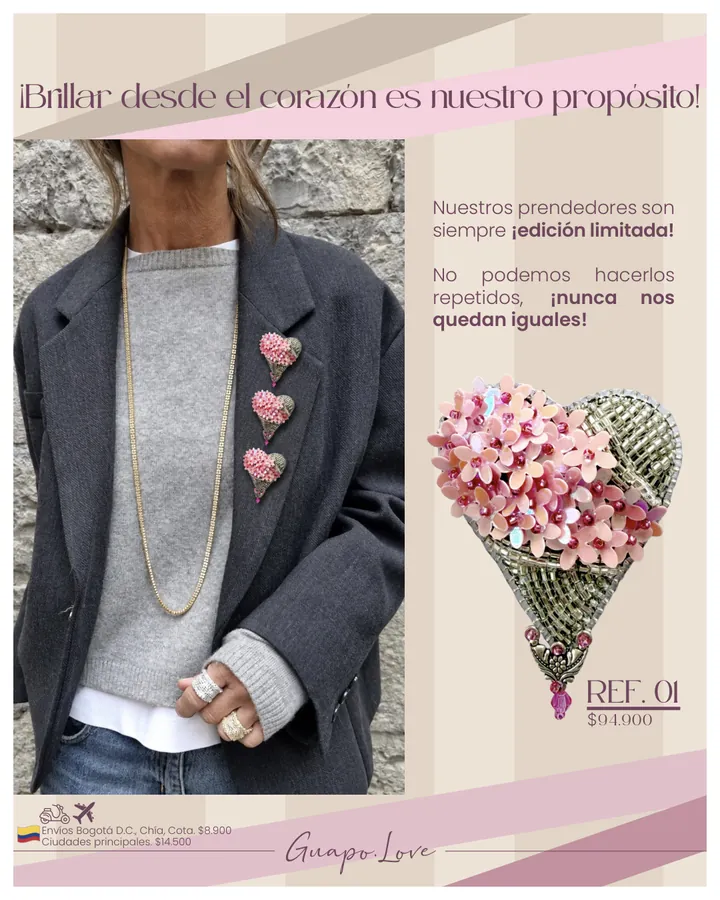 ¡Brillar desde el corazón es nuestro propósito!
Nuestros prendedores son
siempre ¡edición limitada!
No podemos hacerlos
repetidos, ¡nunca nos
quedan iguales!
REF. 01
$94.900
Envíos Bogotá D.C., Chía, Cota. $8.900
Ciudades principales. $14.500
Guapo.Love